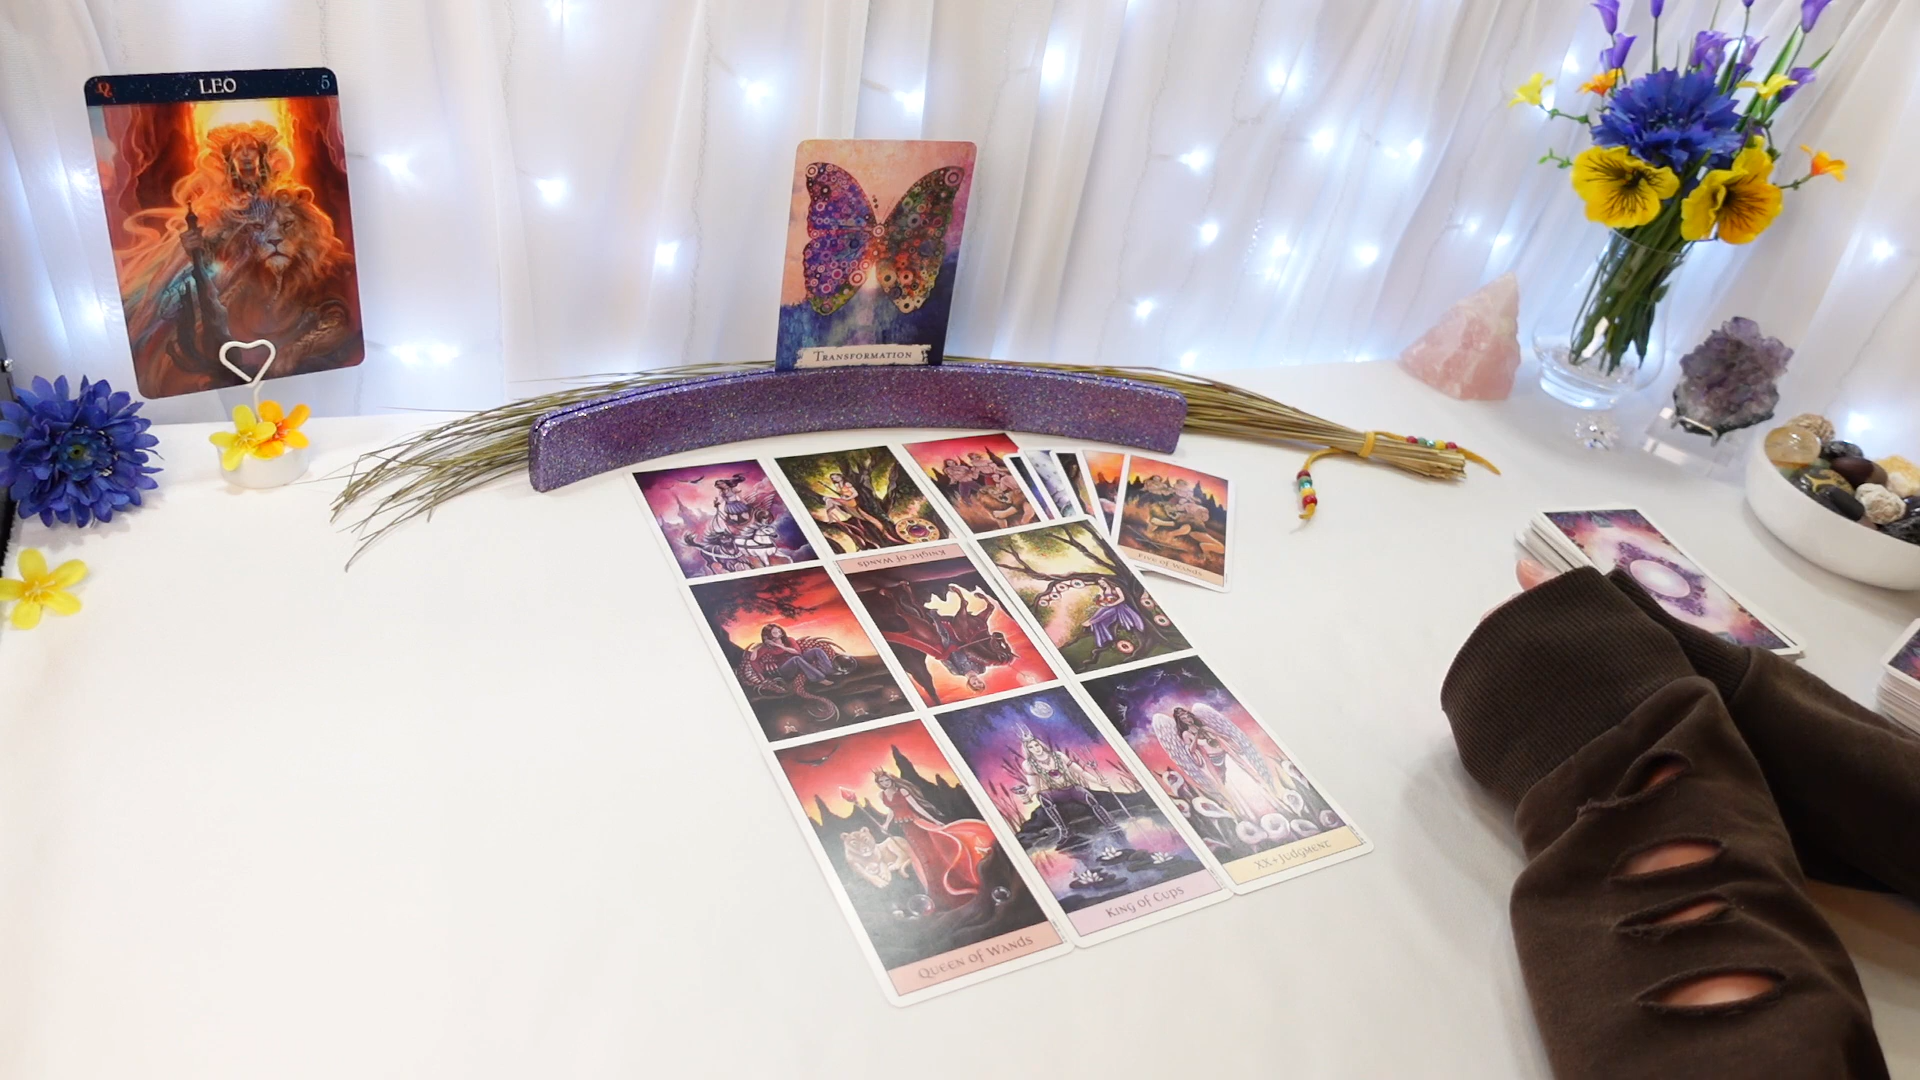 LEO
5
TRANSFORMATION
KNIGHT OF WANDS
FIVE OF WANDS
QUEEN OF WANDS
KING OF CUPS
XX + JUDGMENT